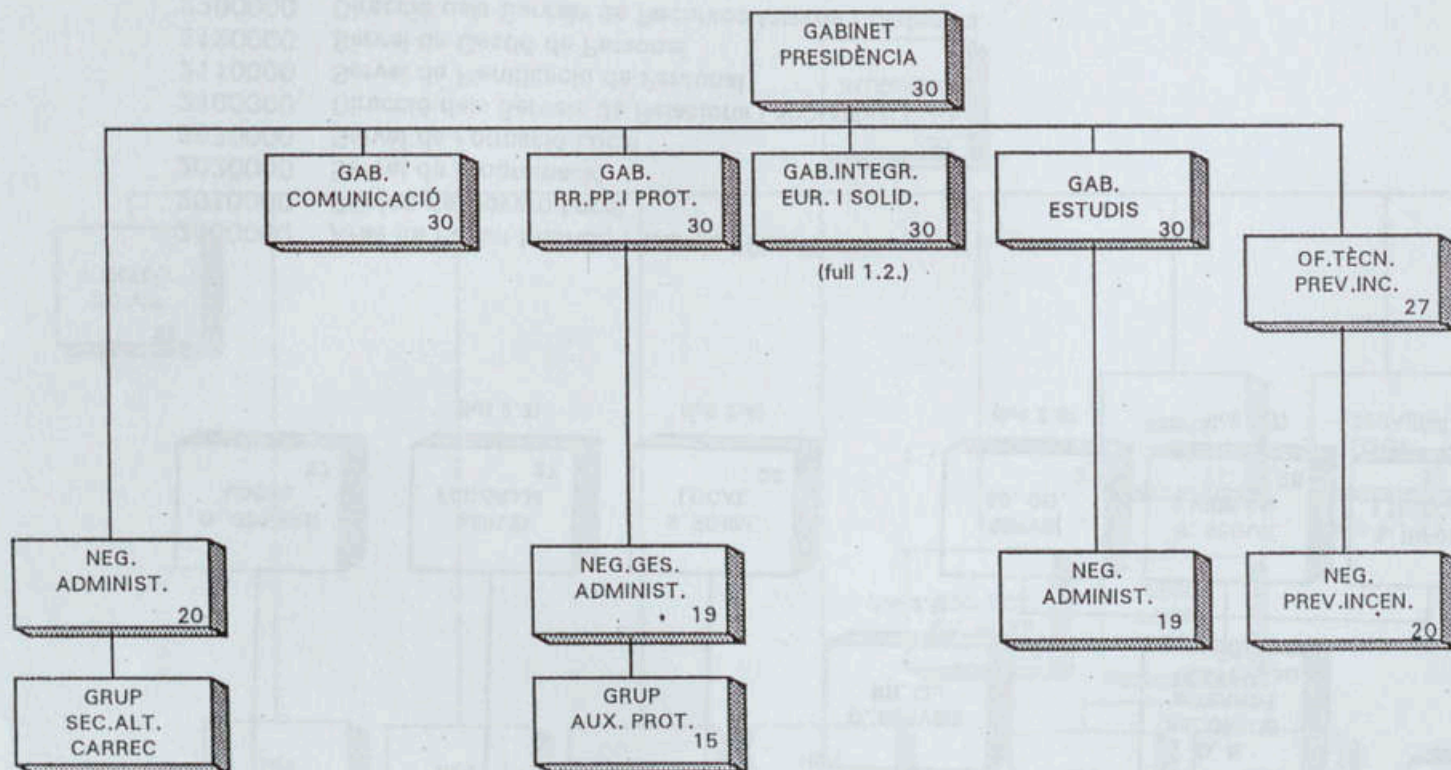 GABINET
PRESIDÈNCIA
30
GAB.
COMUNICACIÓ
30
GAB.
RR.PP.I PROT.
30
GAB.INTEGR.
EUR. I SOLID.
30
(full 1.2.)
GAB.
ESTUDIS
30
OF.TÈCN.
PREV.INC.
27
NEG.
ADMINIST.
20
NEG.GES.
ADMINIST.
19
NEG.
ADMINIST.
19
NEG.
PREV.INCEN.
20
GRUP
SEC.ALT.
CARREC
GRUP
AUX. PROT.
15